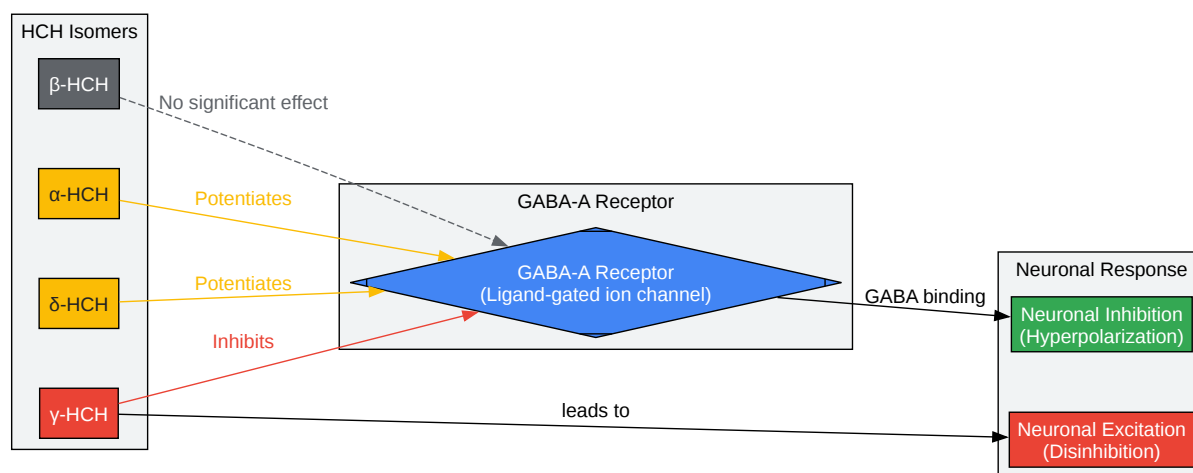 HCH Isomers
β-HCH
No significant effect
α-HCH
Potentiates
GABA-A Receptor
GABA-A Receptor
(Ligand-gated ion channel)
Neuronal Response
δ-HCH
Potentiates
GABA binding
Neuronal Inhibition
(Hyperpolarization)
Inhibits
γ-HCH
leads to
Neuronal Excitation
(Disinhibition)